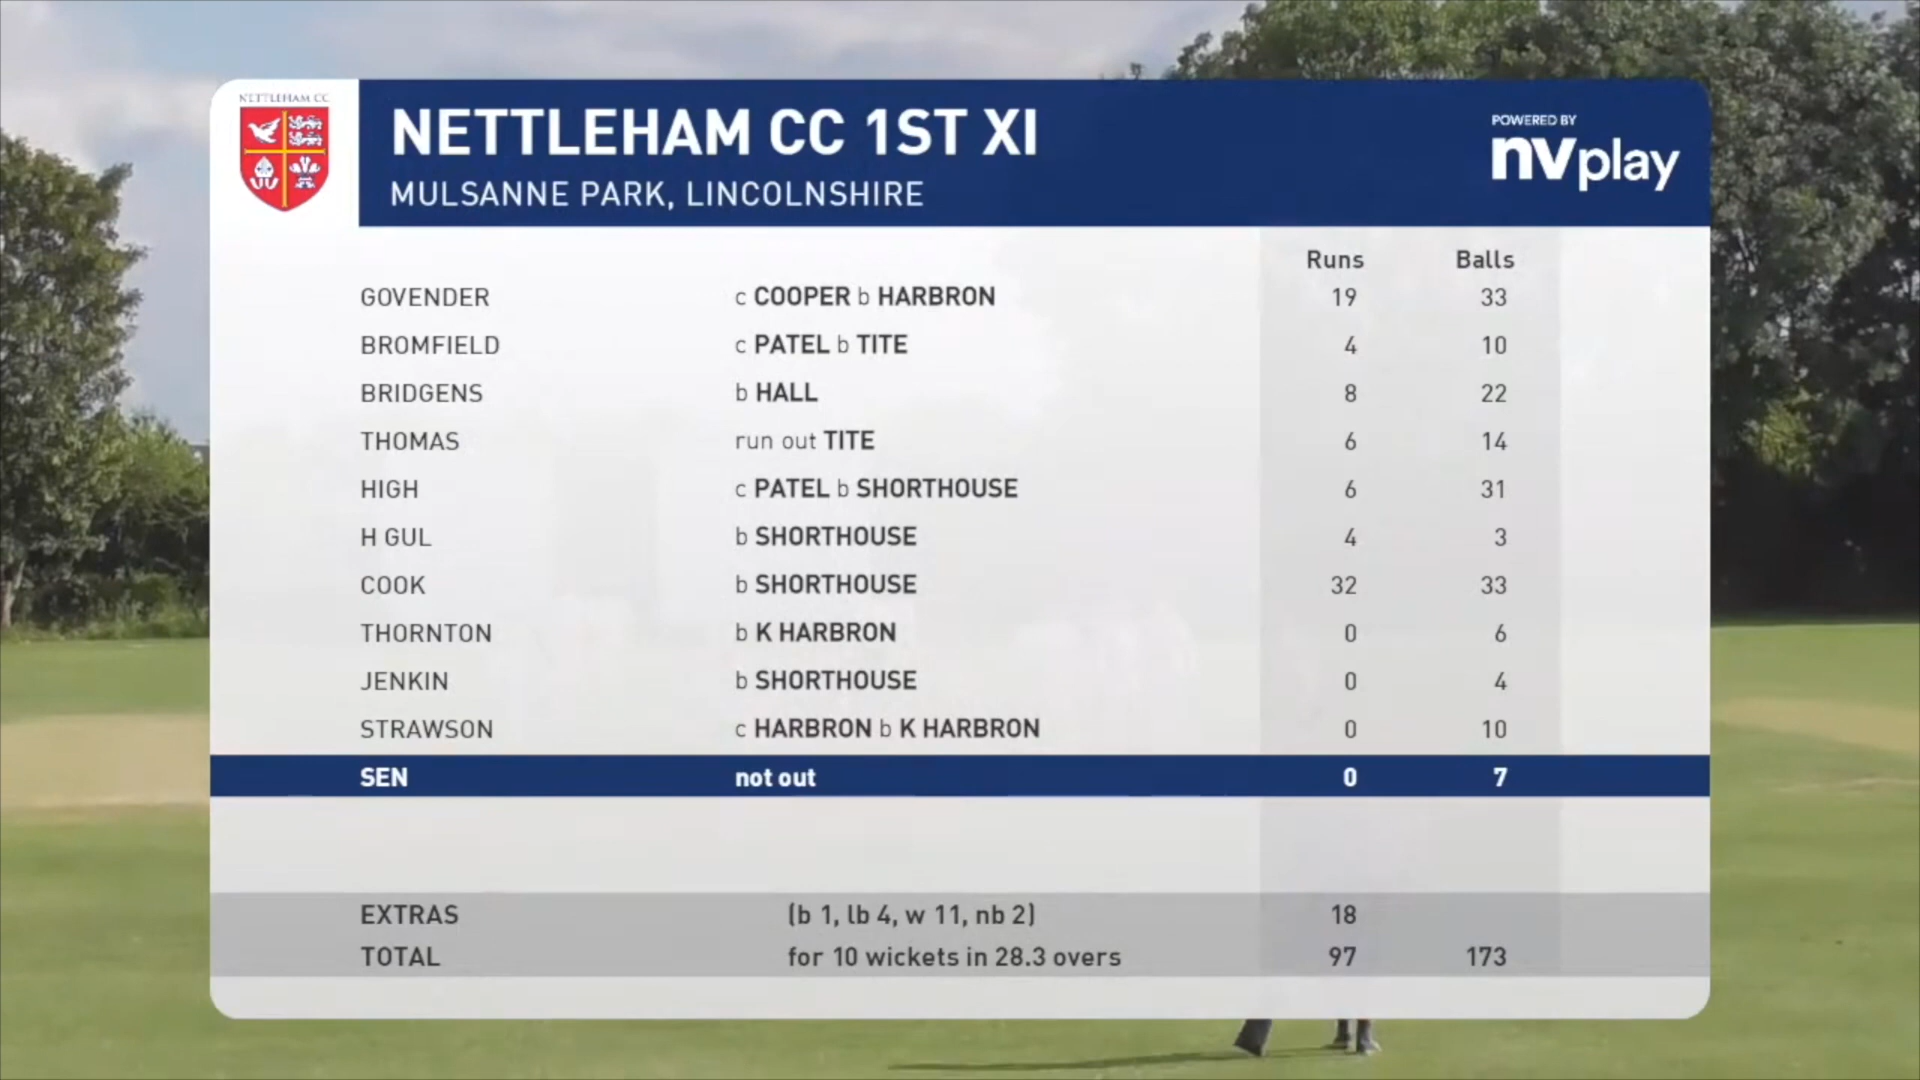 NETTLEHAM CC
NETTLEHAM CC 1ST XI
MULSANNE PARK, LINCOLNSHIRE
POWERED BY
nvplay
Runs Balls
GOVENDER c COOPER b HARBRON 19 33
BROMFIELD c PATEL b TITE 4 10
BRIDGENS b HALL 8 22
THOMAS run out TITE 6 14
HIGH c PATEL b SHORTHOUSE 6 31
H GUL b SHORTHOUSE 4 3
COOK b SHORTHOUSE 32 33
THORNTON b K HARBRON 0 6
JENKIN b SHORTHOUSE 0 4
STRAWSON c HARBRON b K HARBRON 0 10
SEN not out 0 7
EXTRAS (b 1, lb 4, w 11, nb 2) 18
TOTAL for 10 wickets in 28.3 overs 97 173